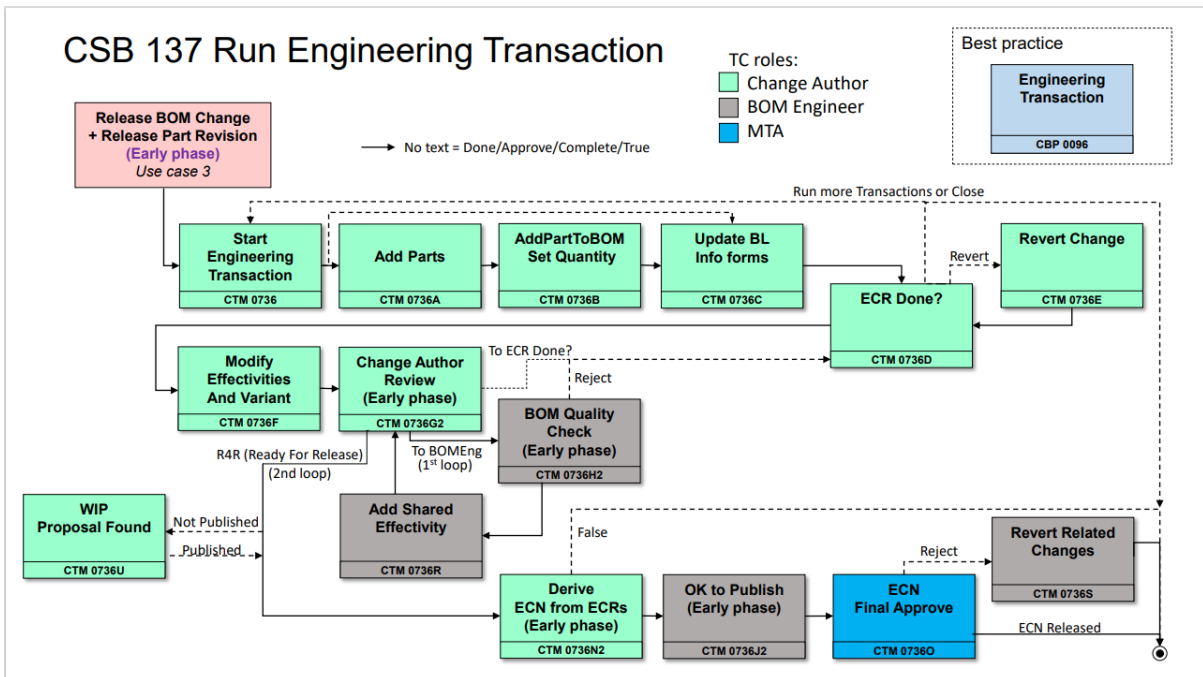 CSB 137 Run Engineering Transaction
TC roles:
Change Author
BOM Engineer
MTA
Best practice
Engineering
Transaction
CBP 0096
Release BOM Change
+ Release Part Revision
(Early phase)
Use case 3
No text = Done/Approve/Complete/True
Run more Transactions or Close
Start
Engineering
Transaction
CTM 0736
Add Parts
CTM 0736A
AddPartToBOM
Set Quantity
CTM 0736B
Update BL
Info forms
CTM 0736C
Revert
Revert Change
CTM 0736E
ECR Done?
CTM 0736D
Modify
Effectivities
And Variant
CTM 0736F
Change Author
Review
(Early phase)
CTM 0736G2
To ECR Done?
Reject
BOM Quality
Check
(Early phase)
CTM 0736H2
To BOMEng
(1st loop)
R4R (Ready For Release)
(2nd loop)
WIP
Proposal Found
CTM 0736U
Not Published
Published
Add Shared
Effectivity
CTM 0736R
False
Derive
ECN from ECRs
(Early phase)
CTM 0736N2
OK to Publish
(Early phase)
CTM 0736J2
ECN
Final Approve
CTM 0736O
Reject
Revert Related
Changes
CTM 0736S
ECN Released